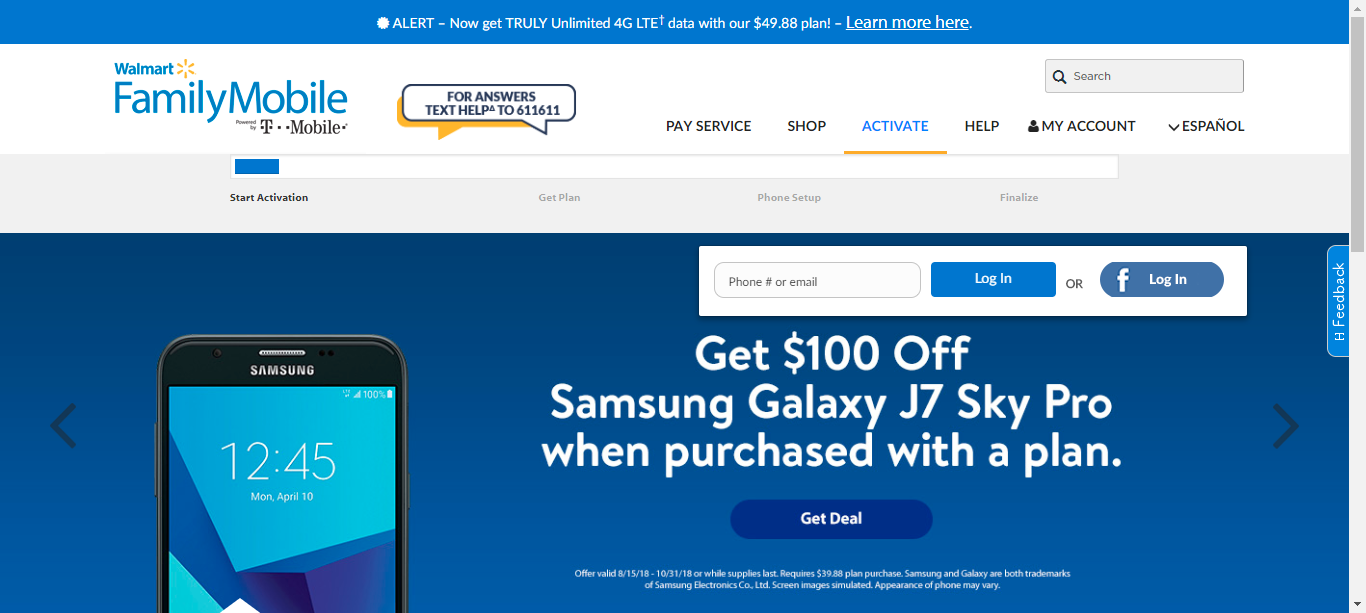 ALERT – Now get TRULY Unlimited 4G LTE† data with our $49.88 plan! – Learn more here.
Walmart
FamilyMobile
Powered by T··Mobile·
FOR ANSWERS
TEXT HELP^ TO 611611
Search
PAY SERVICE
SHOP
ACTIVATE
HELP
MY ACCOUNT
ESPAÑOL
Start Activation
Get Plan
Phone Setup
Finalize
Phone # or email
Log In
OR
f Log In
H Feedback
Get $100 Off
Samsung Galaxy J7 Sky Pro
when purchased with a plan.
SAMSUNG
LTE 100%
12:45
Mon, April 10
Get Deal
Offer valid 8/15/18 - 10/31/18 or while supplies last. Requires $39.88 plan purchase. Samsung and Galaxy are both trademarks
of Samsung Electronics Co., Ltd. Screen images simulated. Appearance of phone may vary.